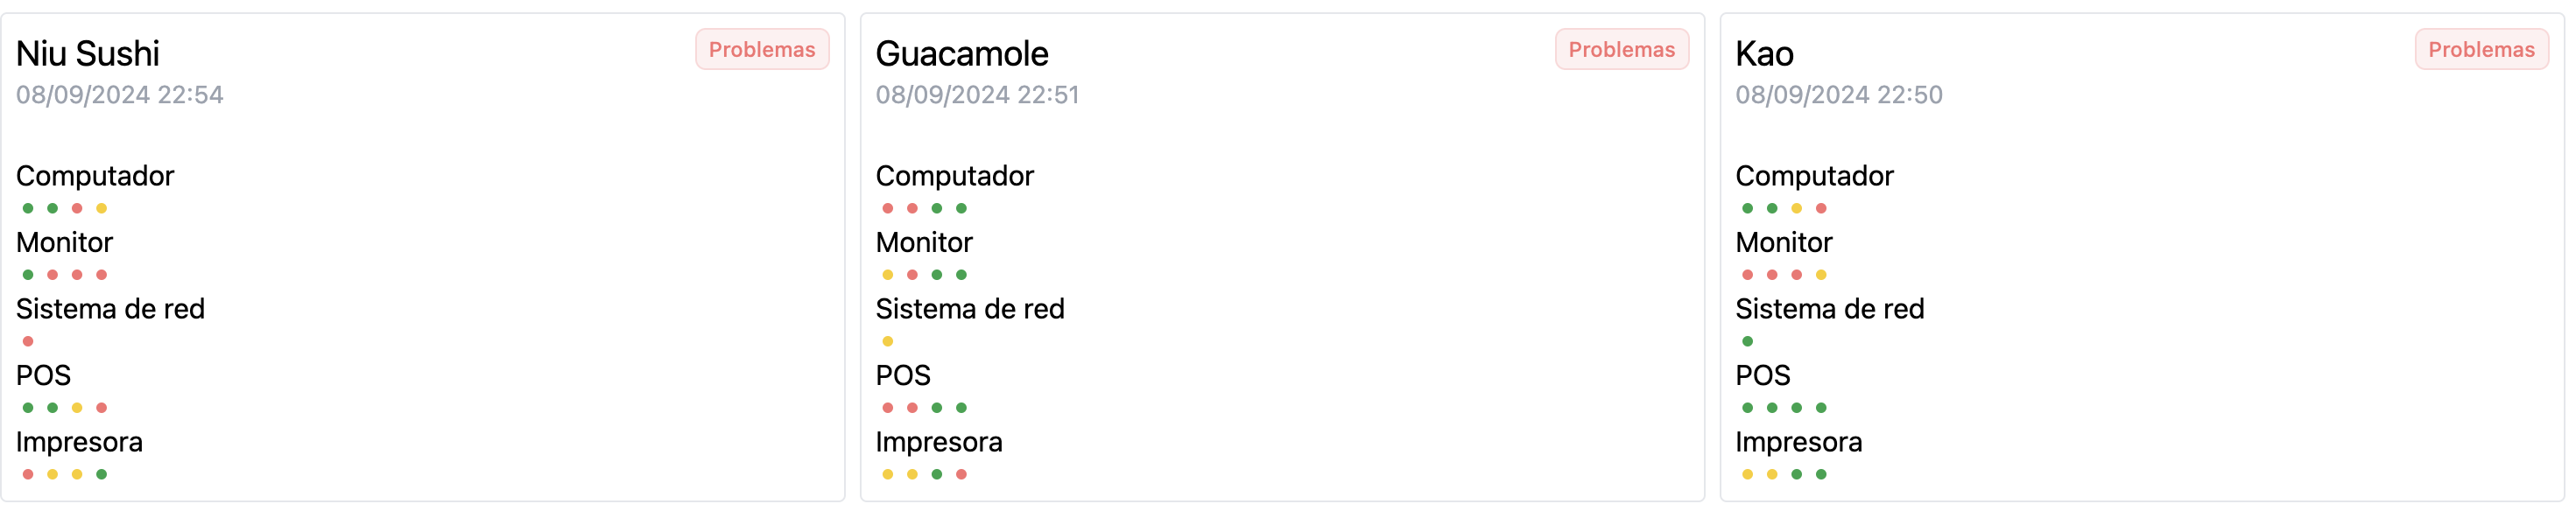 Niu Sushi
Problemas
08/09/2024 22:54
Computador
Monitor
Sistema de red
POS
Impresora
Guacamole
Problemas
08/09/2024 22:51
Computador
Monitor
Sistema de red
POS
Impresora
Kao
Problemas
08/09/2024 22:50
Computador
Monitor
Sistema de red
POS
Impresora